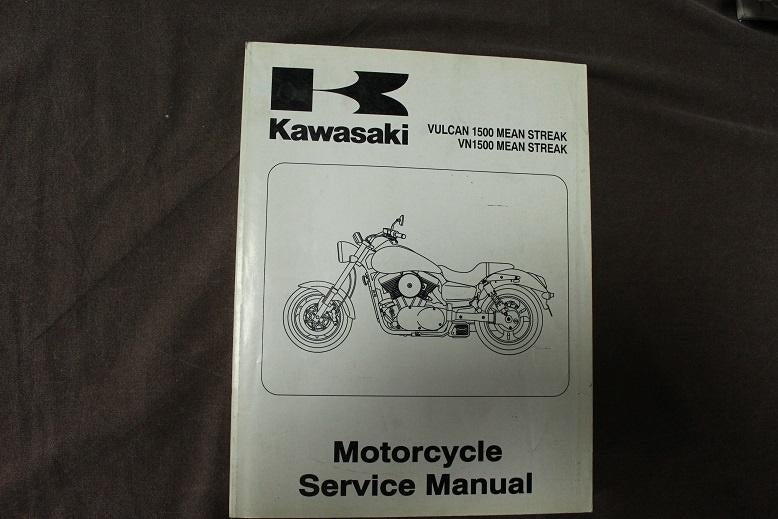 Kawasaki
VULCAN 1500 MEAN STREAK
VN1500 MEAN STREAK
Motorcycle
Service Manual